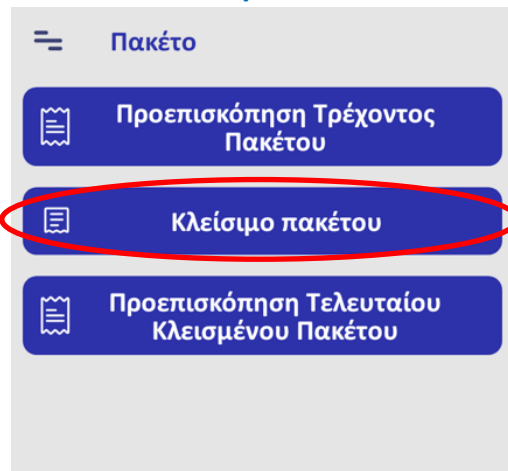 Πακέτο
Προεπισκόπηση Τρέχοντος
Πακέτου
Κλείσιμο πακέτου
Προεπισκόπηση Τελευταίου
Κλεισμένου Πακέτου